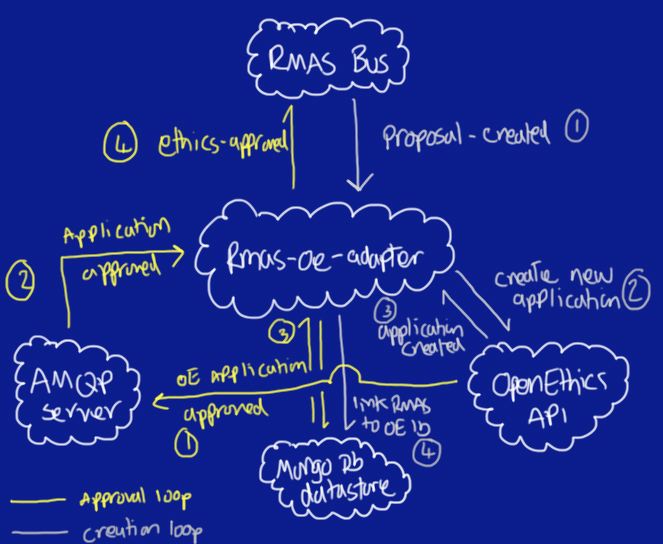 RMAS Bus
④ ethics-approved
Proposal-created ①
Application
approved
②
Rmas-oe-adapter
create new
application ②
③
application
created
③
OE Application
approved
①
AMQP
server
OpenEthics
API
link RMAS
to OE ID
④
Mongo Db
datastore
Approval loop
Creation loop